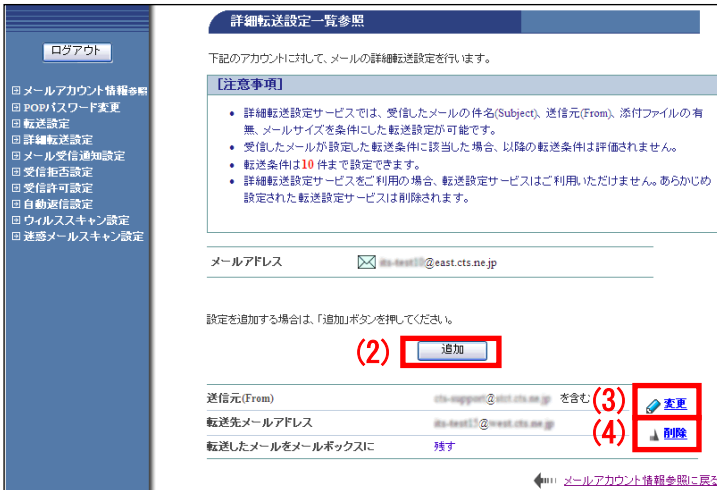 詳細転送設定一覧参照
ログアウト
メールアカウント情報参照
POPパスワード変更
転送設定
詳細転送設定
メール受信通知設定
受信拒否設定
受信許可設定
自動返信設定
ウィルススキャン設定
迷惑メールスキャン設定
下記のアカウントに対して、メールの詳細転送設定を行います。
[注意事項]
• 詳細転送設定サービスでは、受信したメールの件名(Subject)、送信元(From)、添付ファイルの有
無、メールサイズを条件にした転送設定が可能です。
• 受信したメールが設定した転送条件に該当した場合、以降の転送条件は評価されません。
• 転送条件は10 件まで設定できます。
• 詳細転送設定サービスをご利用の場合、転送サービスはご利用いただけません。あらかじめ
設定された転送設定サービスは削除されます。
メールアドレス @east.cts.ne.jp
設定を追加する場合は、「追加」ボタンを押してください。
(2) 追加
送信元(From) を含む (3) 変更
転送先メールアドレス (4) 削除
転送したメールをメールボックスに 残す
メールアカウント情報参照に戻る